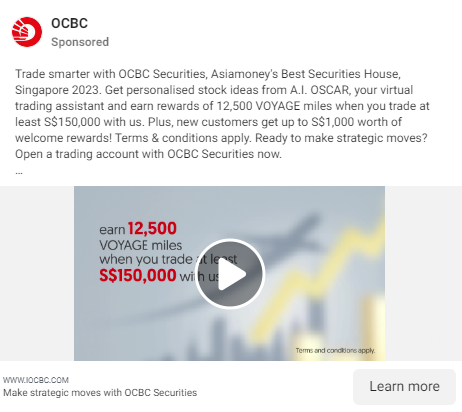 OCBC
Sponsored
Trade smarter with OCBC Securities, Asiamoney's Best Securities House,
Singapore 2023. Get personalised stock ideas from A.I. OSCAR, your virtual
trading assistant and earn rewards of 12,500 VOYAGE miles when you trade at
least S$150,000 with us. Plus, new customers get up to S$1,000 worth of
welcome rewards! Terms & conditions apply. Ready to make strategic moves?
Open a trading account with OCBC Securities now.
...
earn 12,500
VOYAGE miles
when you trade at least
S$150,000 with us
Terms and conditions apply.
WWW.IOCBC.COM
Make strategic moves with OCBC Securities
Learn more